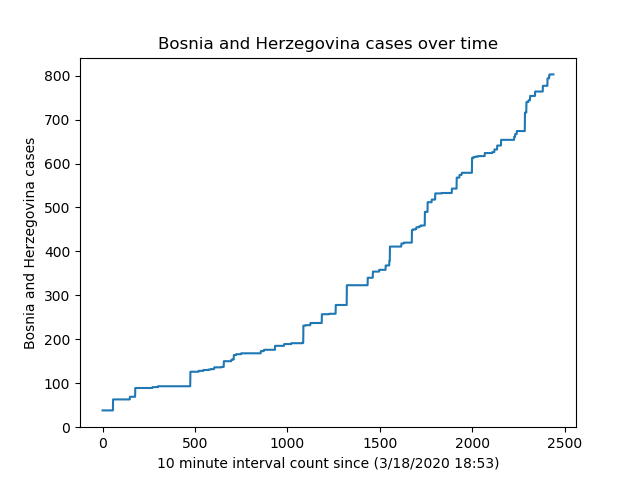 Bosnia and Herzegovina cases over time
Bosnia and Herzegovina cases
800
700
600
500
400
300
200
100
0
0 500 1000 1500 2000 2500
10 minute interval count since (3/18/2020 18:53)